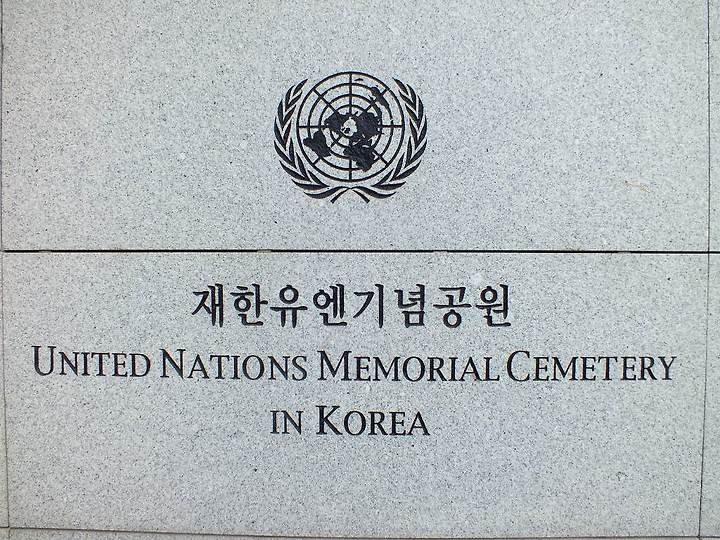 재한유엔기념공원
UNITED NATIONS MEMORIAL CEMETERY
IN KOREA